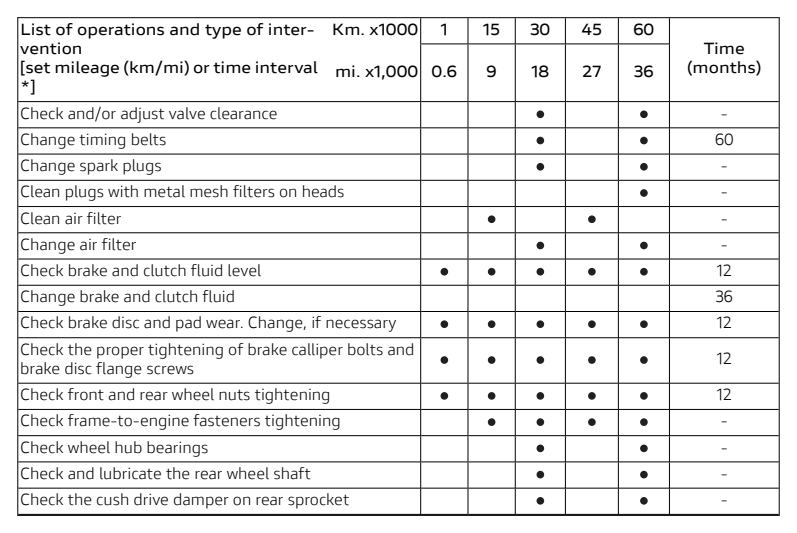 List of operations and type of inter- Km. x1000 1 15 30 45 60 Time (months)
vention
[set mileage (km/mi) or time interval mi. x1,000 0.6 9 18 27 36
*]
Check and/or adjust valve clearance ● ● -
Change timing belts ● ● 60
Change spark plugs ● ● -
Clean plugs with metal mesh filters on heads ● -
Clean air filter ● ● -
Change air filter ● ● -
Check brake and clutch fluid level ● ● ● ● ● 12
Change brake and clutch fluid 36
Check brake disc and pad wear. Change, if necessary ● ● ● ● ● 12
Check the proper tightening of brake calliper bolts and
brake disc flange screws ● ● ● ● ● 12
Check front and rear wheel nuts tightening ● ● ● ● ● 12
Check frame-to-engine fasteners tightening ● ● ● ● -
Check wheel hub bearings ● ● -
Check and lubricate the rear wheel shaft ● ● -
Check the cush drive damper on rear sprocket ● ● -